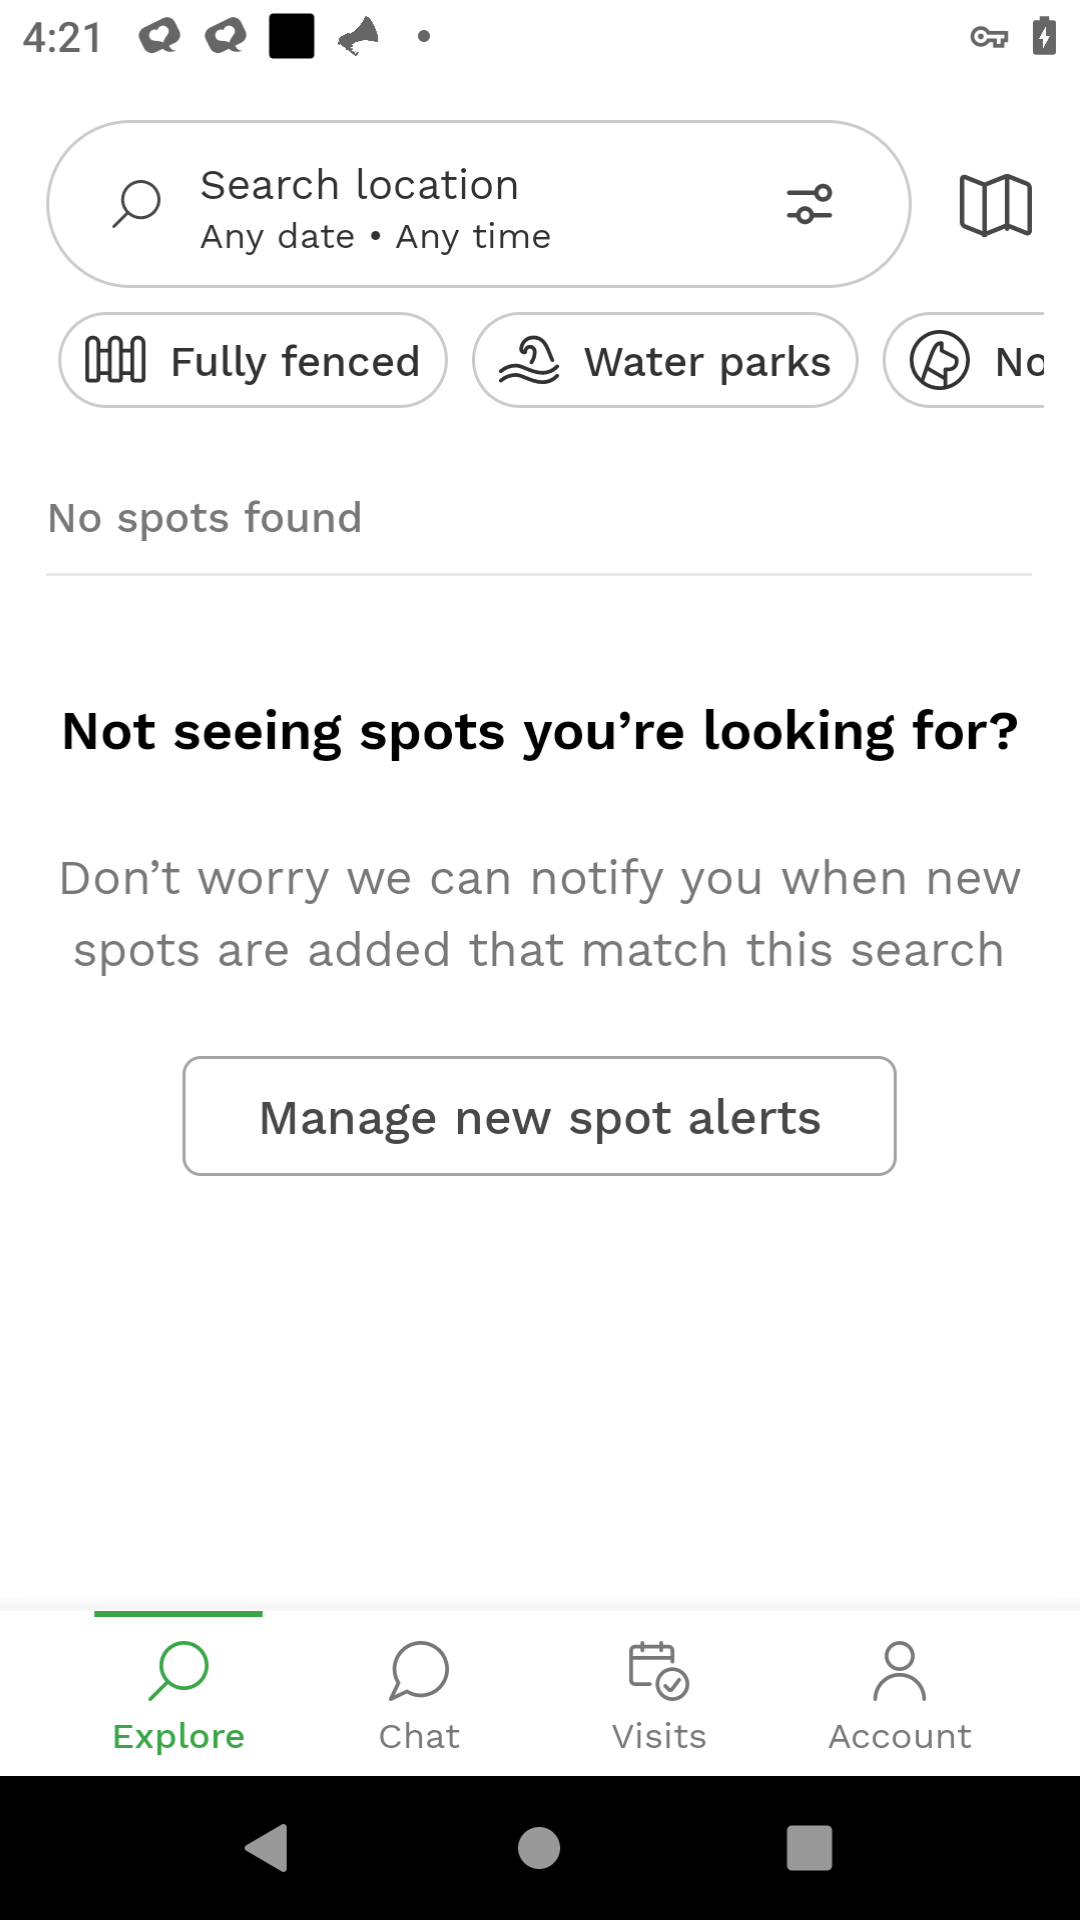 4:21
Search location
Any date • Any time
Fully fenced
Water parks
No
No spots found
Not seeing spots you’re looking for?
Don’t worry we can notify you when new
spots are added that match this search
Manage new spot alerts
Explore
Chat
Visits
Account